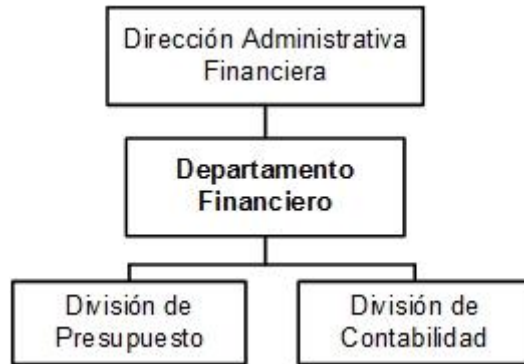 Dirección Administrativa
Financiera
Departamento
Financiero
División de
Presupuesto
División de
Contabilidad